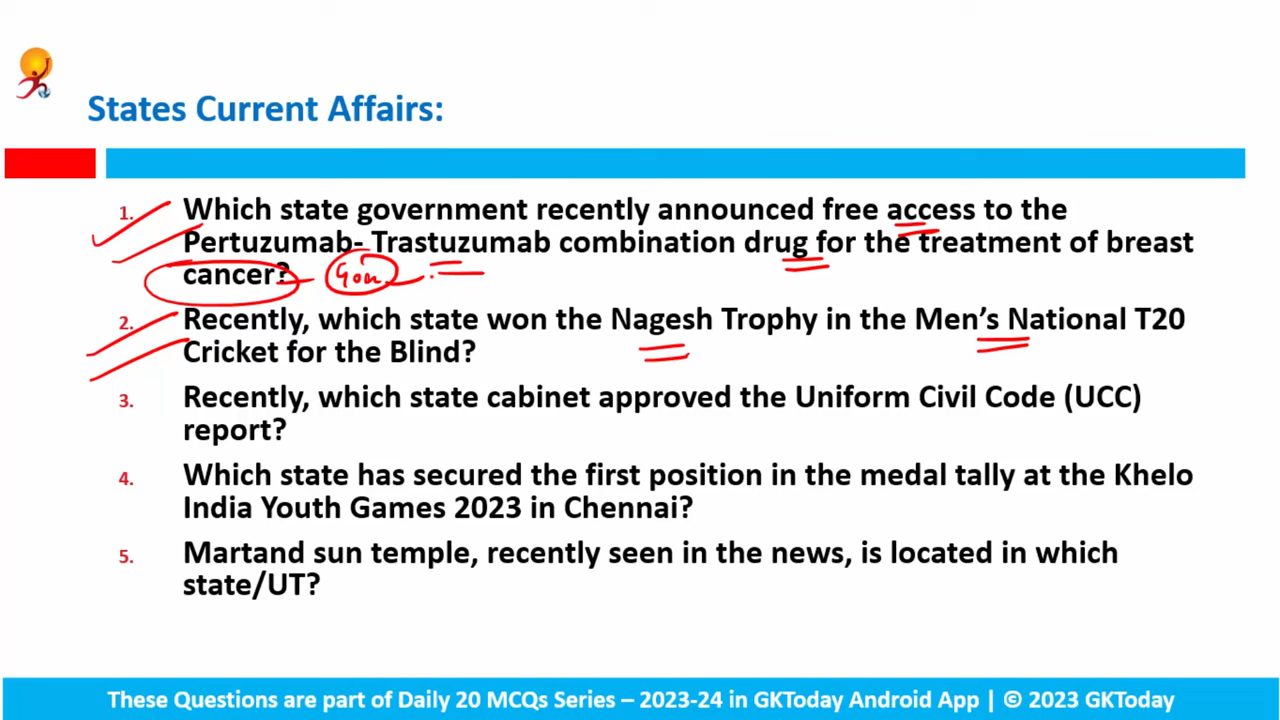 States Current Affairs:
1. Which state government recently announced free access to the
Pertuzumab- Trastuzumab combination drug for the treatment of breast
cancer? Goa
2. Recently, which state won the Nagesh Trophy in the Men's National T20
Cricket for the Blind?
3. Recently, which state cabinet approved the Uniform Civil Code (UCC)
report?
4. Which state has secured the first position in the medal tally at the Khelo
India Youth Games 2023 in Chennai?
5. Martand sun temple, recently seen in the news, is located in which
state/UT?
These Questions are part of Daily 20 MCQs Series – 2023-24 in GKToday Android App | © 2023 GKToday